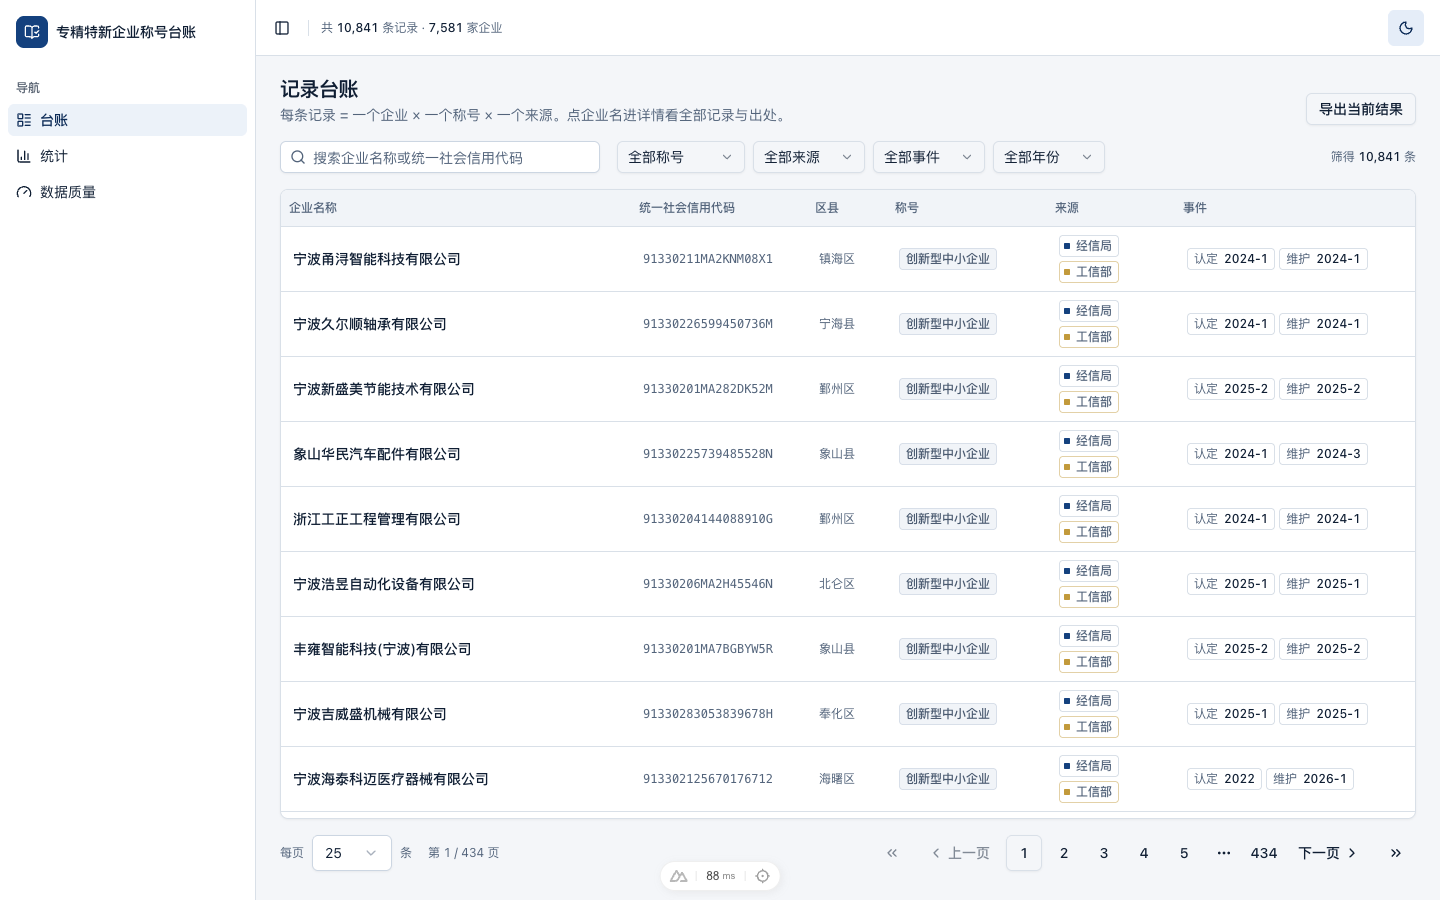 专精特新企业称号台账
导航
台账
统计
数据质量
共 10,841 条记录 · 7,581 家企业
记录台账
每条记录 = 一个企业 × 一个称号 × 一个来源。点企业名进详情看全部记录与出处。
导出当前结果
搜索企业名称或统一社会信用代码
全部称号
全部来源
全部事件
全部年份
筛得 10,841 条
企业名称 统一社会信用代码 区县 称号 来源 事件
宁波甬浔智能科技有限公司 91330211MA2KNM08X1 镇海区 创新型中小企业 经信局 工信部 认定 2024-1 维护 2024-1
宁波久尔顺轴承有限公司 91330226599450736M 宁海县 创新型中小企业 经信局 工信部 认定 2024-1 维护 2024-1
宁波新盛美节能技术有限公司 91330201MA282DK52M 鄞州区 创新型中小企业 经信局 工信部 认定 2025-2 维护 2025-2
象山华民汽车配件有限公司 91330225739485528N 象山县 创新型中小企业 经信局 工信部 认定 2024-1 维护 2024-3
浙江工正工程管理有限公司 91330204144088910G 鄞州区 创新型中小企业 经信局 工信部 认定 2024-1 维护 2024-1
宁波浩昱自动化设备有限公司 91330206MA2H45546N 北仑区 创新型中小企业 经信局 工信部 认定 2025-1 维护 2025-1
丰雍智能科技(宁波)有限公司 91330201MA7BGBYW5R 象山县 创新型中小企业 经信局 工信部 认定 2025-2 维护 2025-2
宁波吉威盛机械有限公司 91330283053839678H 奉化区 创新型中小企业 经信局 工信部 认定 2025-1 维护 2025-1
宁波海泰科迈医疗器械有限公司 913302125670176712 海曙区 创新型中小企业 经信局 工信部 认定 2022 维护 2026-1
每页 25 条 第 1 / 434 页
上一页 1 2 3 4 5 ··· 434 下一页
88 ms